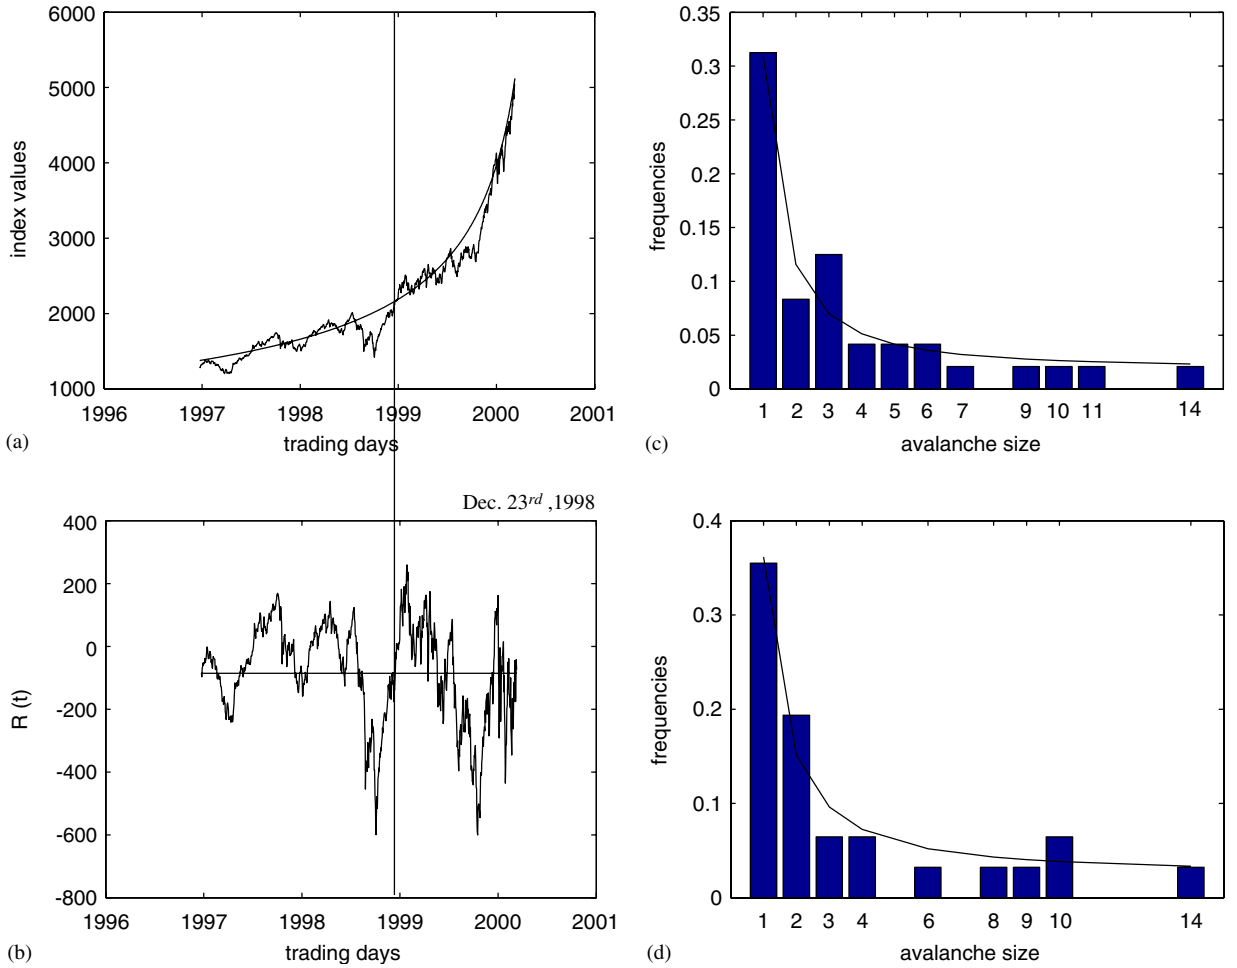 6000
5000
4000
3000
2000
1000
index values
1996 1997 1998 1999 2000 2001
trading days
(a)
0.35
0.3
0.25
0.2
0.15
0.1
0.05
0
frequencies
1 2 3 4 5 6 7 9 10 11 14
avalanche size
(c)
Dec. 23rd ,1998
400
200
0
-200
-400
-600
-800
R (t)
1996 1997 1998 1999 2000 2001
trading days
(b)
0.4
0.3
0.2
0.1
0
frequencies
1 2 3 4 6 8 9 10 14
avalanche size
(d)